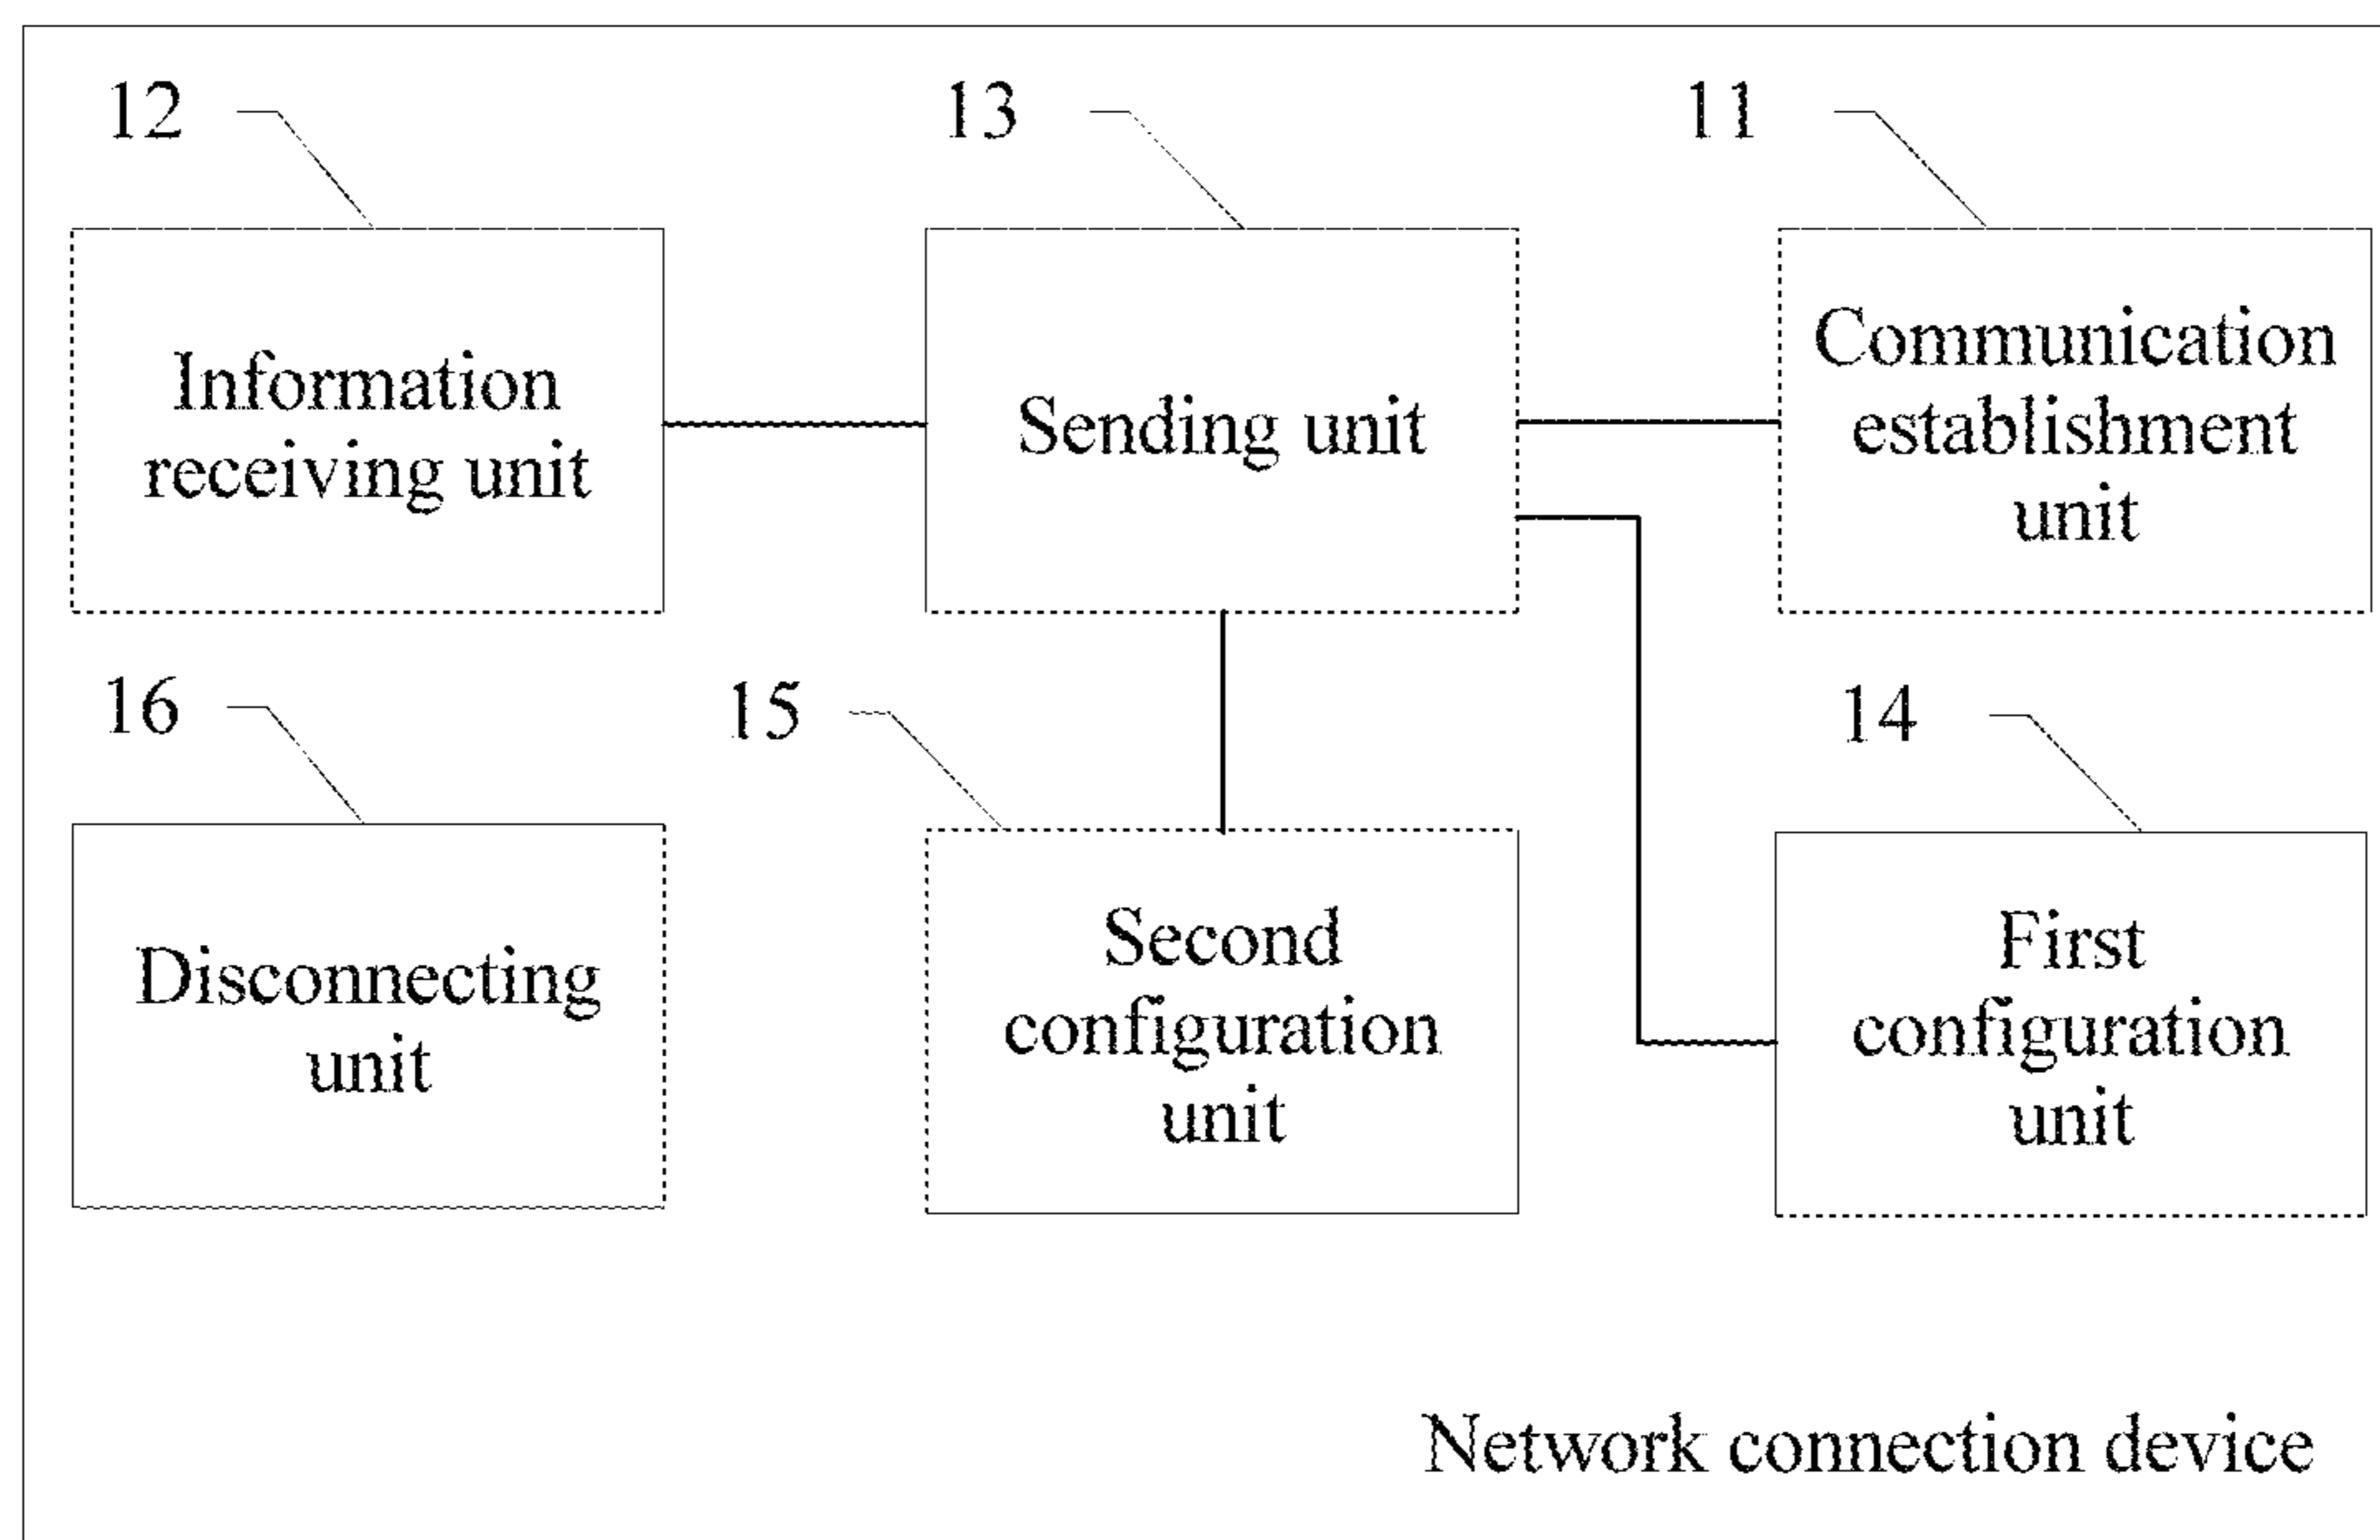 12
13
11
Information
receiving unit
Sending unit
Communication
establishment
unit
16
15
14
Disconnecting
unit
Second
configuration
unit
First
configuration
unit
Network connection device